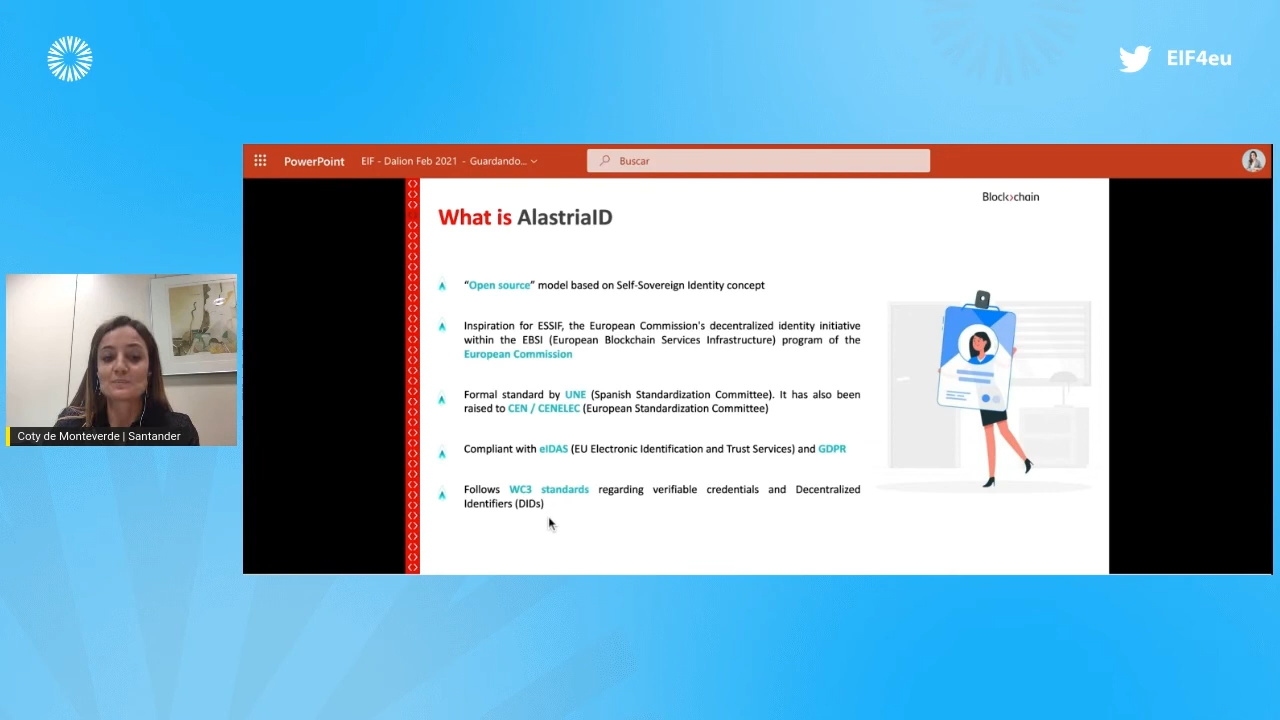 EIF4eu
PowerPoint
EIF - Dalion Feb 2021 - Guardando...
Buscar
Block<>chain
What is AlastriaID
"Open source" model based on Self-Sovereign Identity concept
Inspiration for ESSIF, the European Commission's decentralized identity initiative
within the EBSI (European Blockchain Services Infrastructure) program of the
European Commission
Formal standard by UNE (Spanish Standardization Committee). It has also been
raised to CEN / CENELEC (European Standardization Committee)
Compliant with eIDAS (EU Electronic Identification and Trust Services) and GDPR
Follows WC3 standards regarding verifiable credentials and Decentralized
Identifiers (DIDs)
Coty de Monteverde | Santander